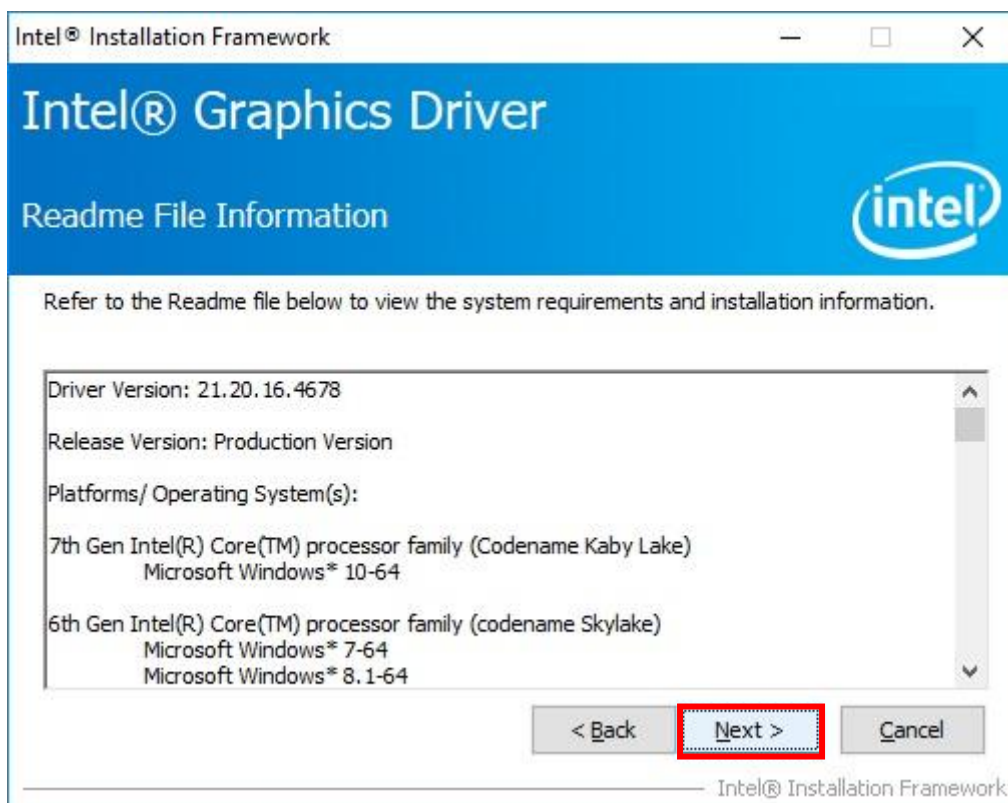 Intel® Installation Framework
Intel® Graphics Driver
Readme File Information
intel
Refer to the Readme file below to view the system requirements and installation information.
Driver Version: 21.20.16.4678
Release Version: Production Version
Platforms/ Operating System(s):
7th Gen Intel(R) Core(TM) processor family (Codename Kaby Lake)
Microsoft Windows* 10-64
6th Gen Intel(R) Core(TM) processor family (codename Skylake)
Microsoft Windows* 7-64
Microsoft Windows* 8.1-64
< Back Next > Cancel
Intel® Installation Framework